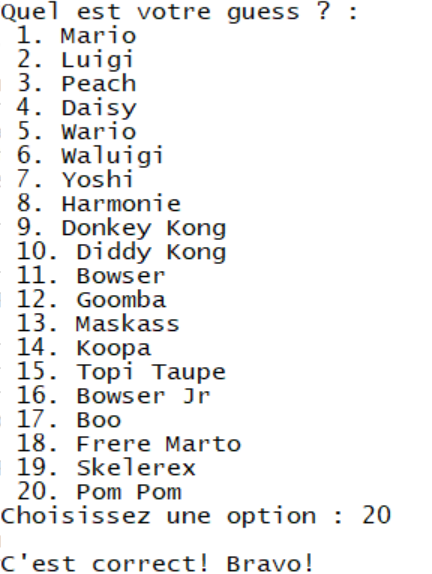 Quel est votre guess ? :
1. Mario
2. Luigi
3. Peach
4. Daisy
5. Wario
6. Waluigi
7. Yoshi
8. Harmonie
9. Donkey Kong
10. Diddy Kong
11. Bowser
12. Goomba
13. Maskass
14. Koopa
15. Topi Taupe
16. Bowser Jr
17. Boo
18. Frere Marto
19. Skelerex
20. Pom Pom
Choisissez une option : 20
C'est correct! Bravo!